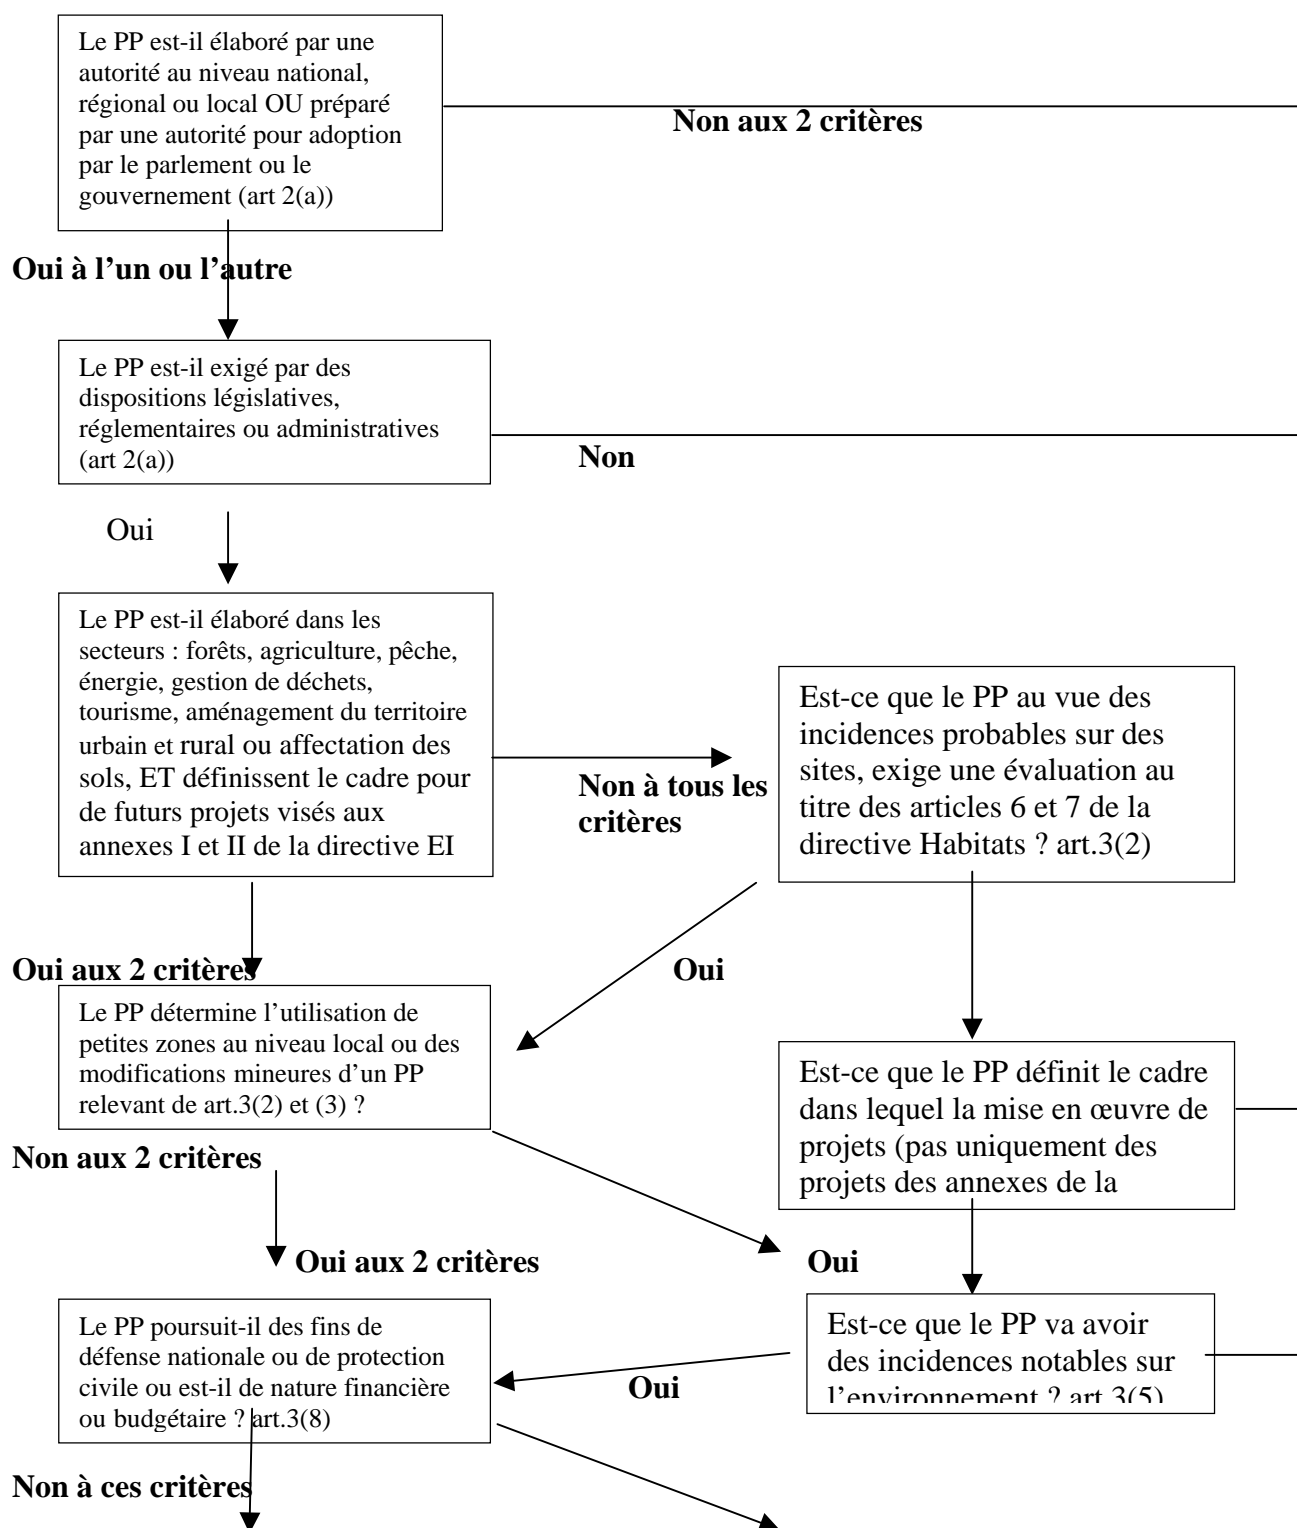 Le PP est-il élaboré par une
autorité au niveau national,
régional ou local OU préparé
par une autorité pour adoption
par le parlement ou le
gouvernement (art 2(a))
Non aux 2 critères
Oui à l’un ou l’autre
Le PP est-il exigé par des
dispositions législatives,
réglementaires ou administratives
(art 2(a))
Non
Oui
Le PP est-il élaboré dans les
secteurs : forêts, agriculture, pêche,
énergie, gestion de déchets,
tourisme, aménagement du territoire
urbain et rural ou affectation des
sols, ET définissent le cadre pour
de futurs projets visés aux
annexes I et II de la directive EI
Non à tous les
critères
Est-ce que le PP au vue des
incidences probables sur des
sites, exige une évaluation au
titre des articles 6 et 7 de la
directive Habitats ? art.3(2)
Oui aux 2 critères
Oui
Le PP détermine l’utilisation de
petites zones au niveau local ou des
modifications mineures d’un PP
relevant de art.3(2) et (3) ?
Est-ce que le PP définit le cadre
dans lequel la mise en œuvre de
projets (pas uniquement des
projets des annexes de la
Non aux 2 critères
Oui aux 2 critères
Oui
Le PP poursuit-il des fins de
défense nationale ou de protection
civile ou est-il de nature financière
ou budgétaire ? art.3(8)
Oui
Est-ce que le PP va avoir
des incidences notables sur
l’environnement ? art 3(5)
Non à ces critères